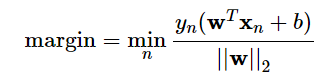 margin = min_n y_n(w^T x_n + b) / ||w||_2